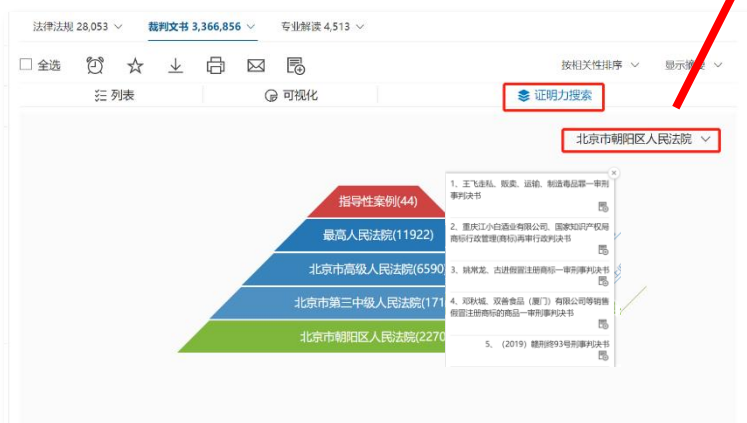 法律法规 28,053
裁判文书 3,366,856
专业解读 4,513
全选
按相关性排序
显示摘要
列表
可视化
证明力搜索
北京市朝阳区人民法院
指导性案例(44)
最高人民法院(11922)
北京市高级人民法院(6590)
北京市第三中级人民法院(171
北京市朝阳区人民法院(2270
1、王飞走私、贩卖、运输、制造毒品罪一审刑
事判决书
2、重庆江小白酒业有限公司、国家知识产权局
商标行政管理(商标)再审行政判决书
3、姚常龙、古进假冒注册商标一审刑事判决书
4、邓秋城、双善食品（厦门）有限公司等销售
假冒注册商标的商品一审刑事判决书
5、（2019）赣刑终93号刑事判决书